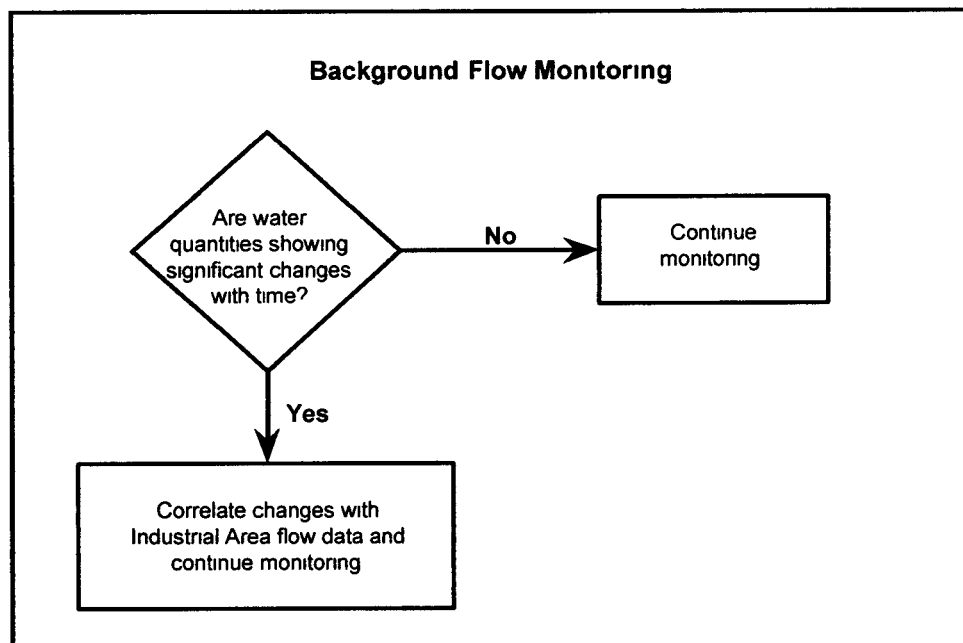 Background Flow Monitoring
Are water
quantities showing
significant changes
with time?
No
Continue
monitoring
Yes
Correlate changes with
Industrial Area flow data and
continue monitoring